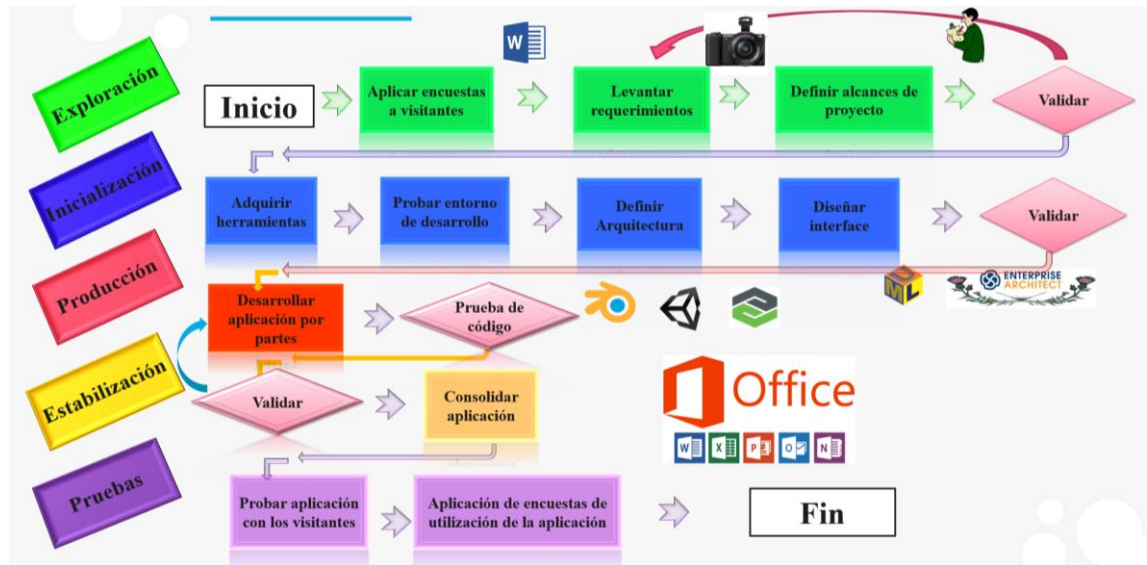 Exploración
Inicio
Aplicar encuestas
a visitantes
W
Levantar
requerimientos
Definir alcances de
proyecto
Validar
Inicialización
Adquirir
herramientas
Probar entorno
de desarrollo
Definir
Arquitectura
Diseñar
interface
Validar
Producción
Desarrollar
aplicación por
partes
Prueba de
código
UML
ENTERPRISE
ARCHITECT
Estabilización
Validar
Consolidar
aplicación
Office
W X P O N
Pruebas
Probar aplicación
con los visitantes
Aplicación de encuestas de
utilización de la aplicación
Fin